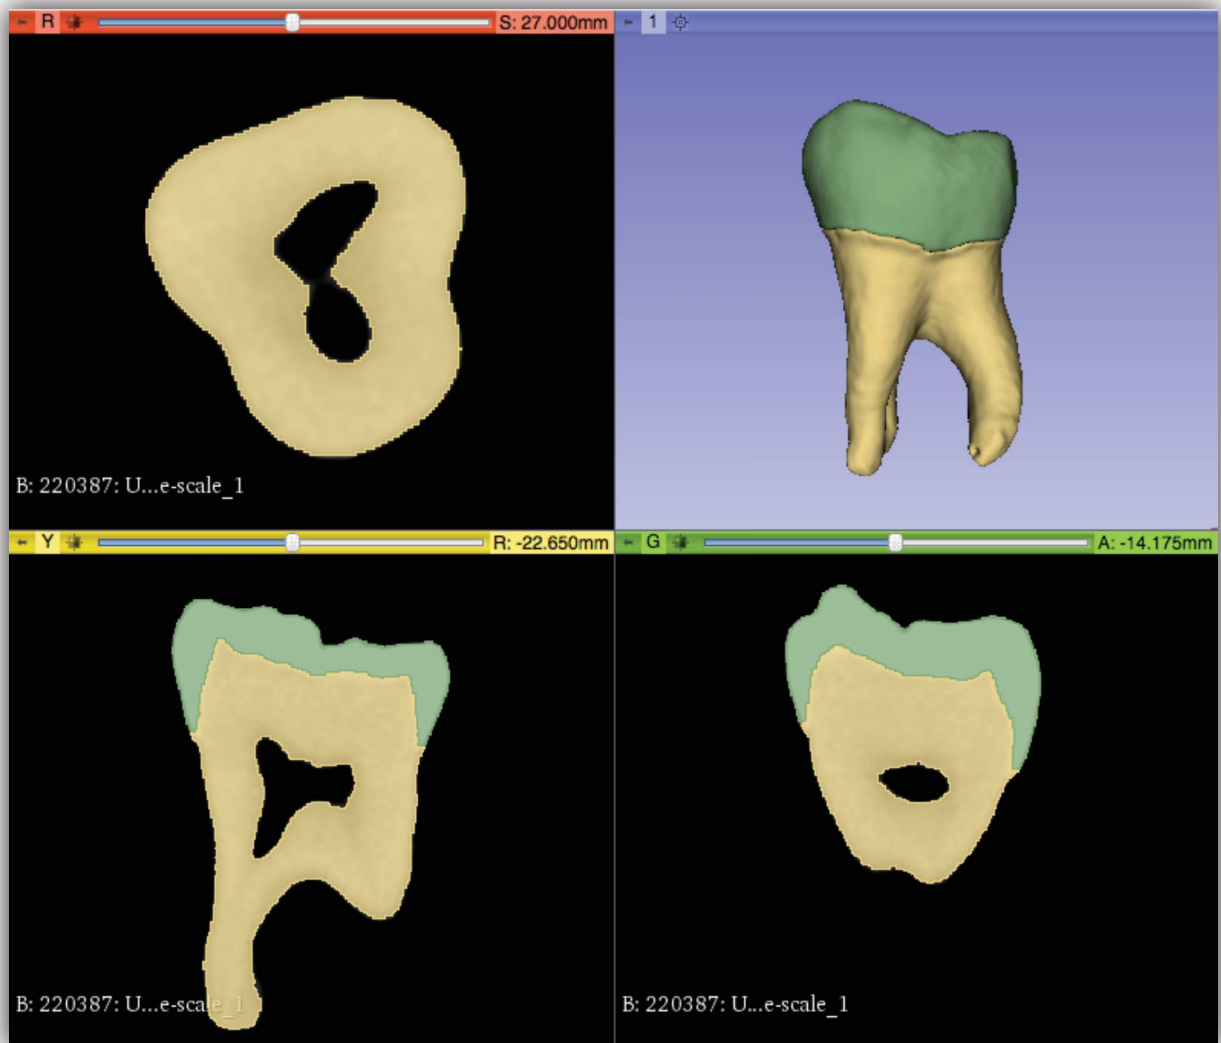 R S: 27.000mm
1
B: 220387: U...e-scale_1
Y R: -22.650mm
G A: -14.175mm
B: 220387: U...e-scale_1
B: 220387: U...e-scale_1